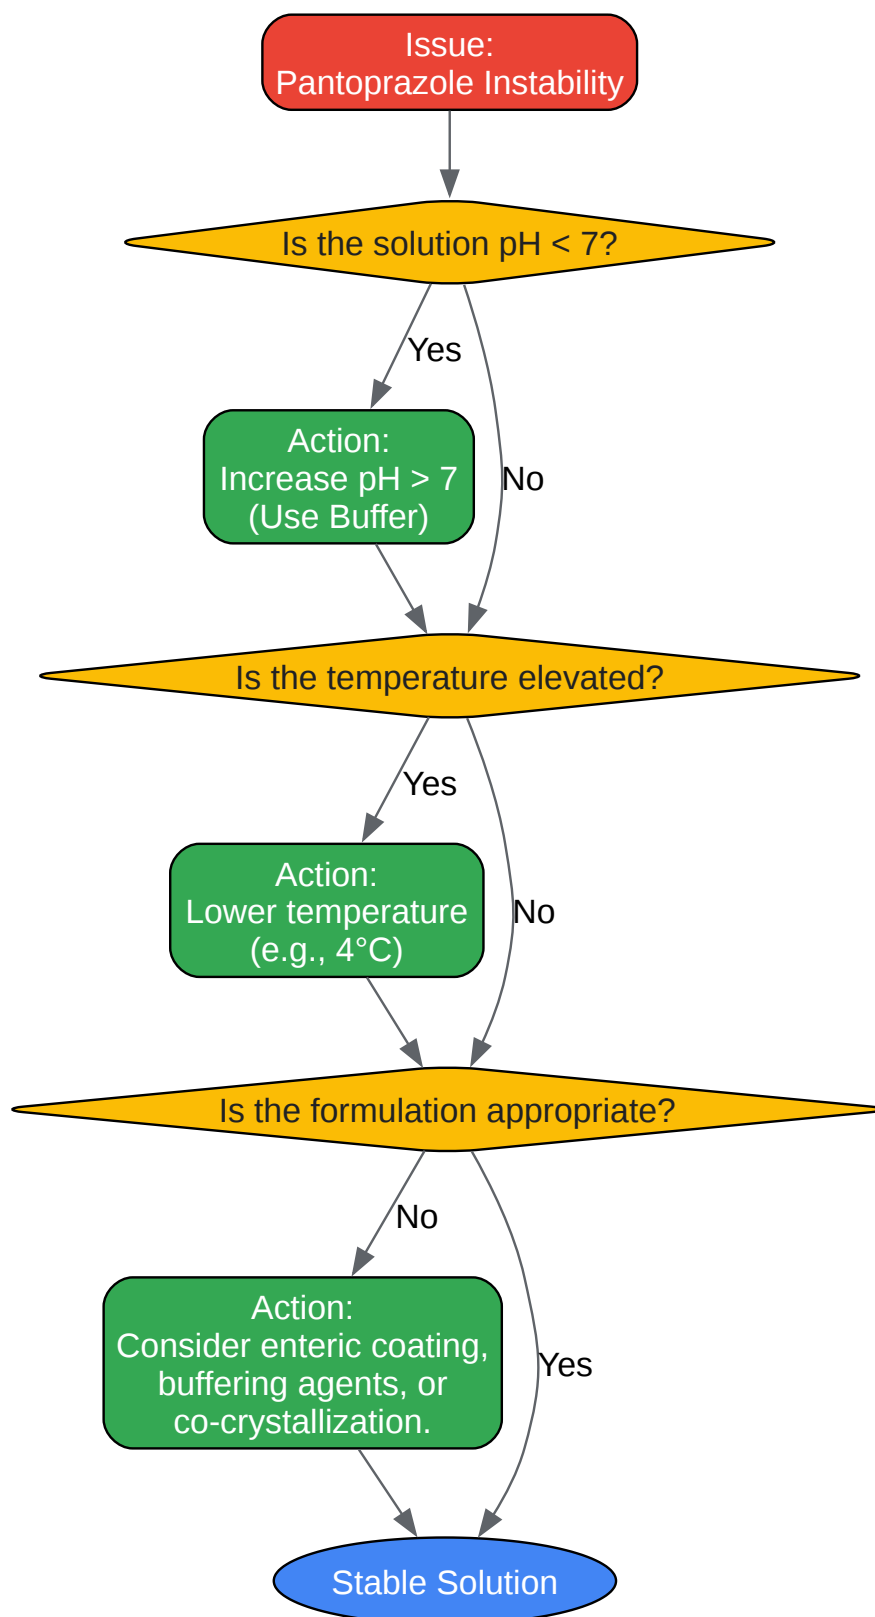 Issue:
Pantoprazole Instability
Is the solution pH < 7?
Yes
Action:
Increase pH > 7
(Use Buffer)
No
Is the temperature elevated?
Yes
Action:
Lower temperature
(e.g., 4°C)
No
Is the formulation appropriate?
No
Action:
Consider enteric coating,
buffering agents, or
co-crystallization.
Yes
Stable Solution